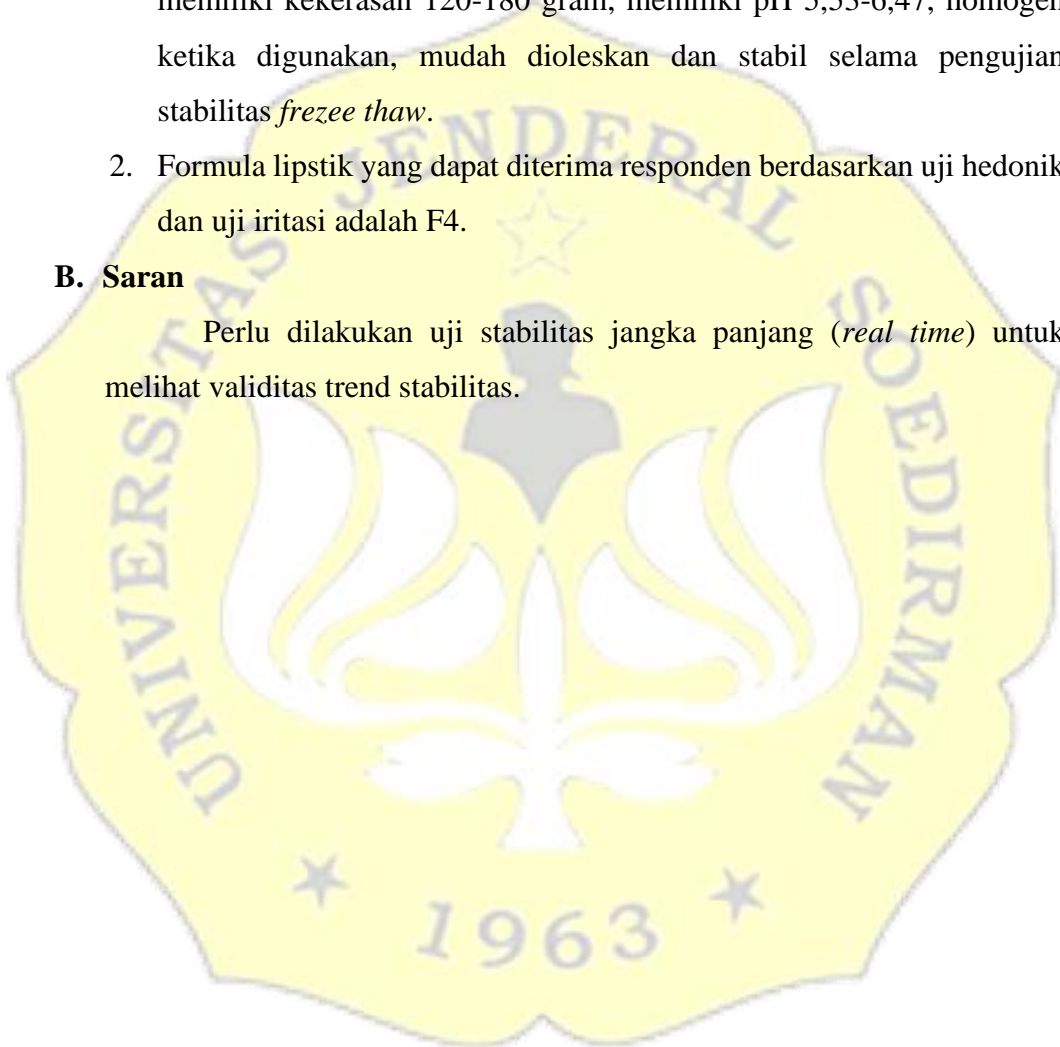 memiliki kekerasan 120-180 gram, memiliki pH 5,53-6,47, homogen
ketika digunakan, mudah dioleskan dan stabil selama pengujian
stabilitas frezee thaw.
2. Formula lipstik yang dapat diterima responden berdasarkan uji hedonik
dan uji iritasi adalah F4.
B. Saran
Perlu dilakukan uji stabilitas jangka panjang (real time) untuk
melihat validitas trend stabilitas.
UNIVERSITAS JENDERAL SOEDIRMAN
1963